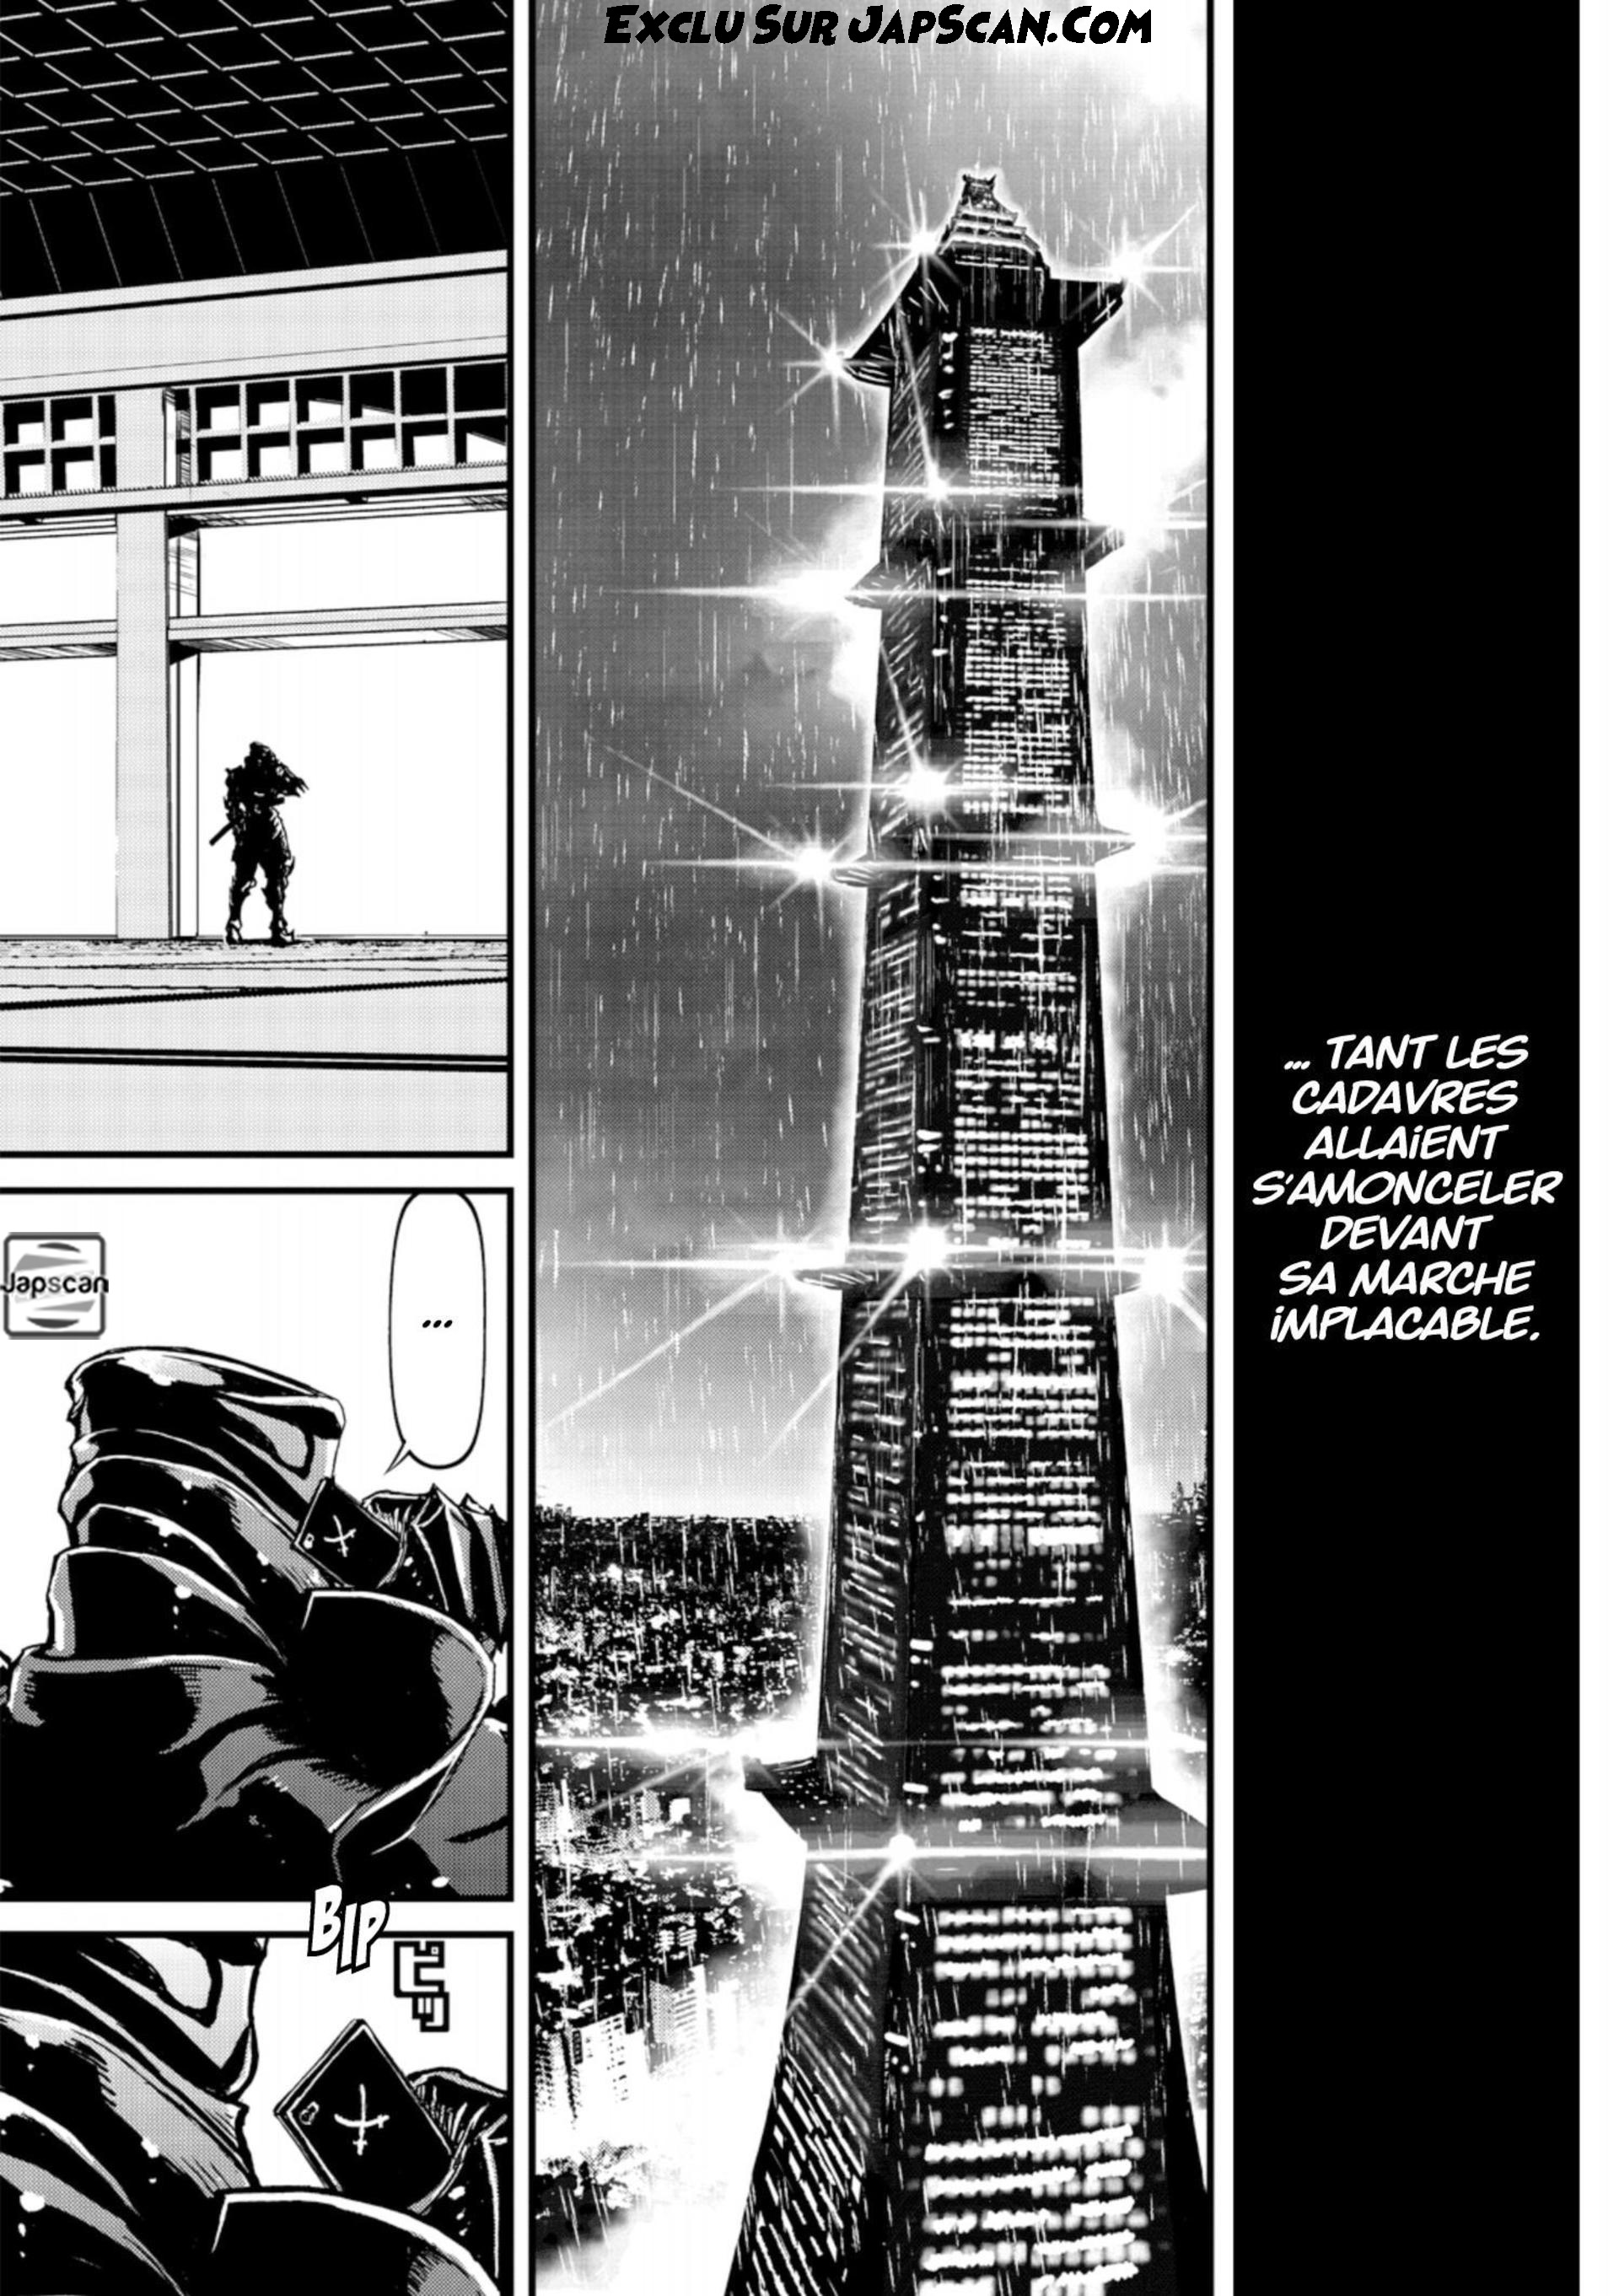 EXCLU SUR JAPSCAN.COM
... TANT LES
CADAVRES
ALLAIENT
S'AMONCELER
DEVANT
SA MARCHE
IMPLACABLE.
...
Japscan
BIP
ピッ